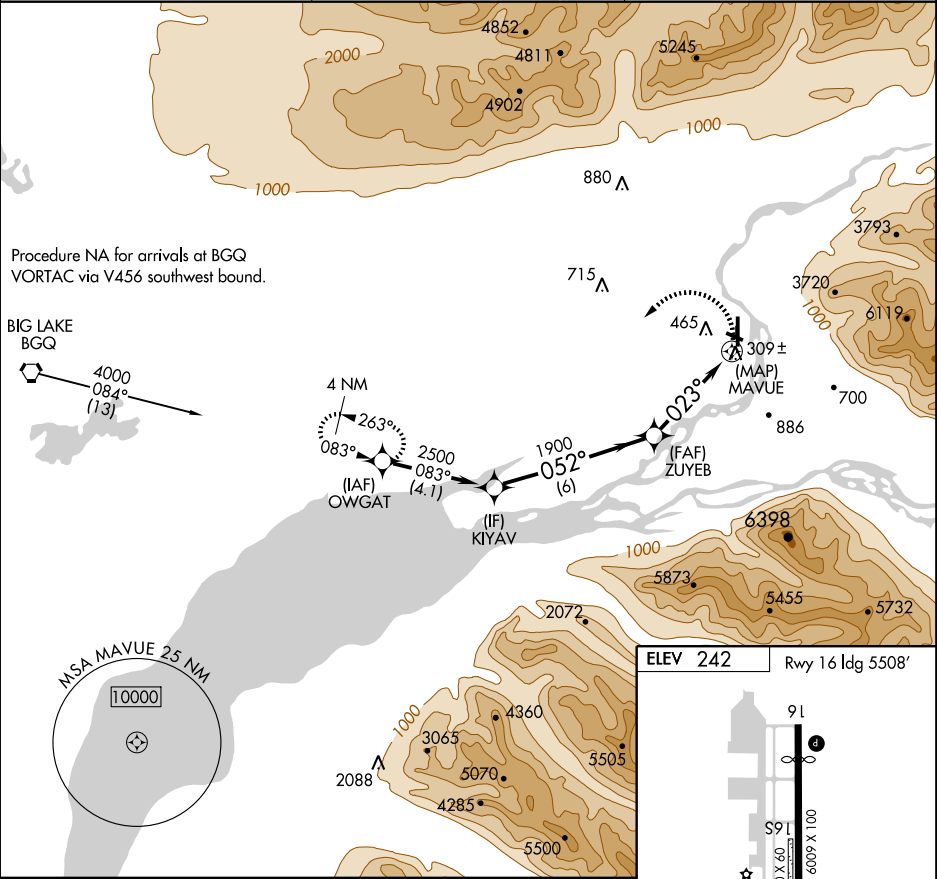 4852
4811
5245
2000
4902
1000
1000
880
3793
Procedure NA for arrivals at BGQ
VORTAC via V456 southwest bound.
715
3720
6119
1000
BIG LAKE
BGQ
465
309±
(MAP)
MAVUE
4000
084°
(13)
4 NM
263°
083°
023°
700
886
2500
083°
(4.1)
1900
052°
(6)
(FAF)
ZUYEB
(IAF)
OWGAT
(IF)
KIYAV
6398
1000
5873
5455
5732
2072
MSA MAVUE 25 NM
10000
ELEV 242
Rwy 16 ldg 5508'
1000
4360
3065
5505
2088
5070
4285
5500
16
P
16S
6009 X 100
X 60